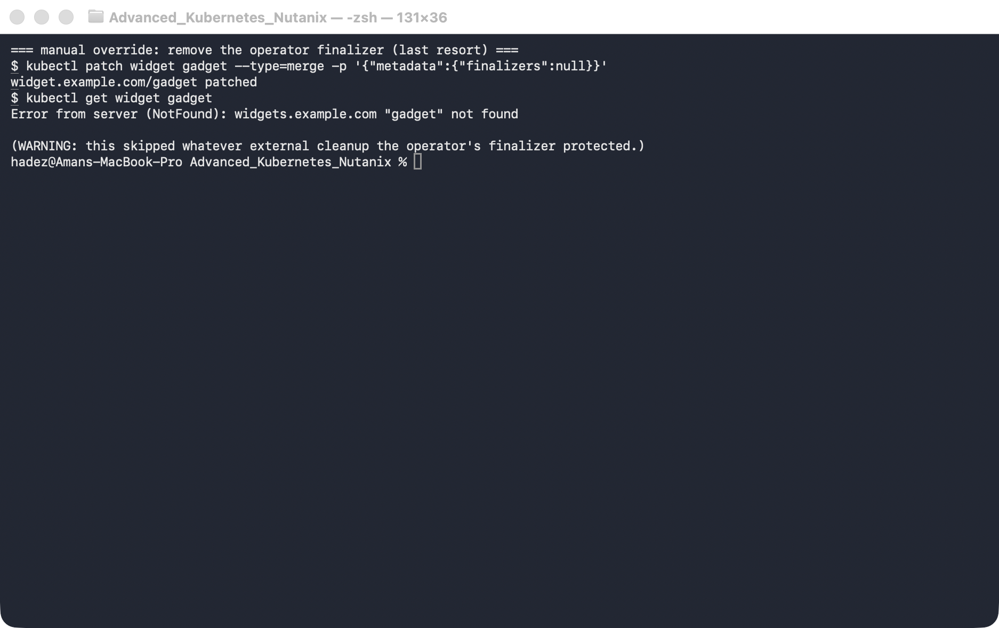 Advanced_Kubernetes_Nutanix — -zsh — 131×36
=== manual override: remove the operator finalizer (last resort) ===
$ kubectl patch widget gadget --type=merge -p '{"metadata":{"finalizers":null}}'
widget.example.com/gadget patched
$ kubectl get widget gadget
Error from server (NotFound): widgets.example.com "gadget" not found
(WARNING: this skipped whatever external cleanup the operator's finalizer protected.)
hadez@Amans-MacBook-Pro Advanced_Kubernetes_Nutanix %